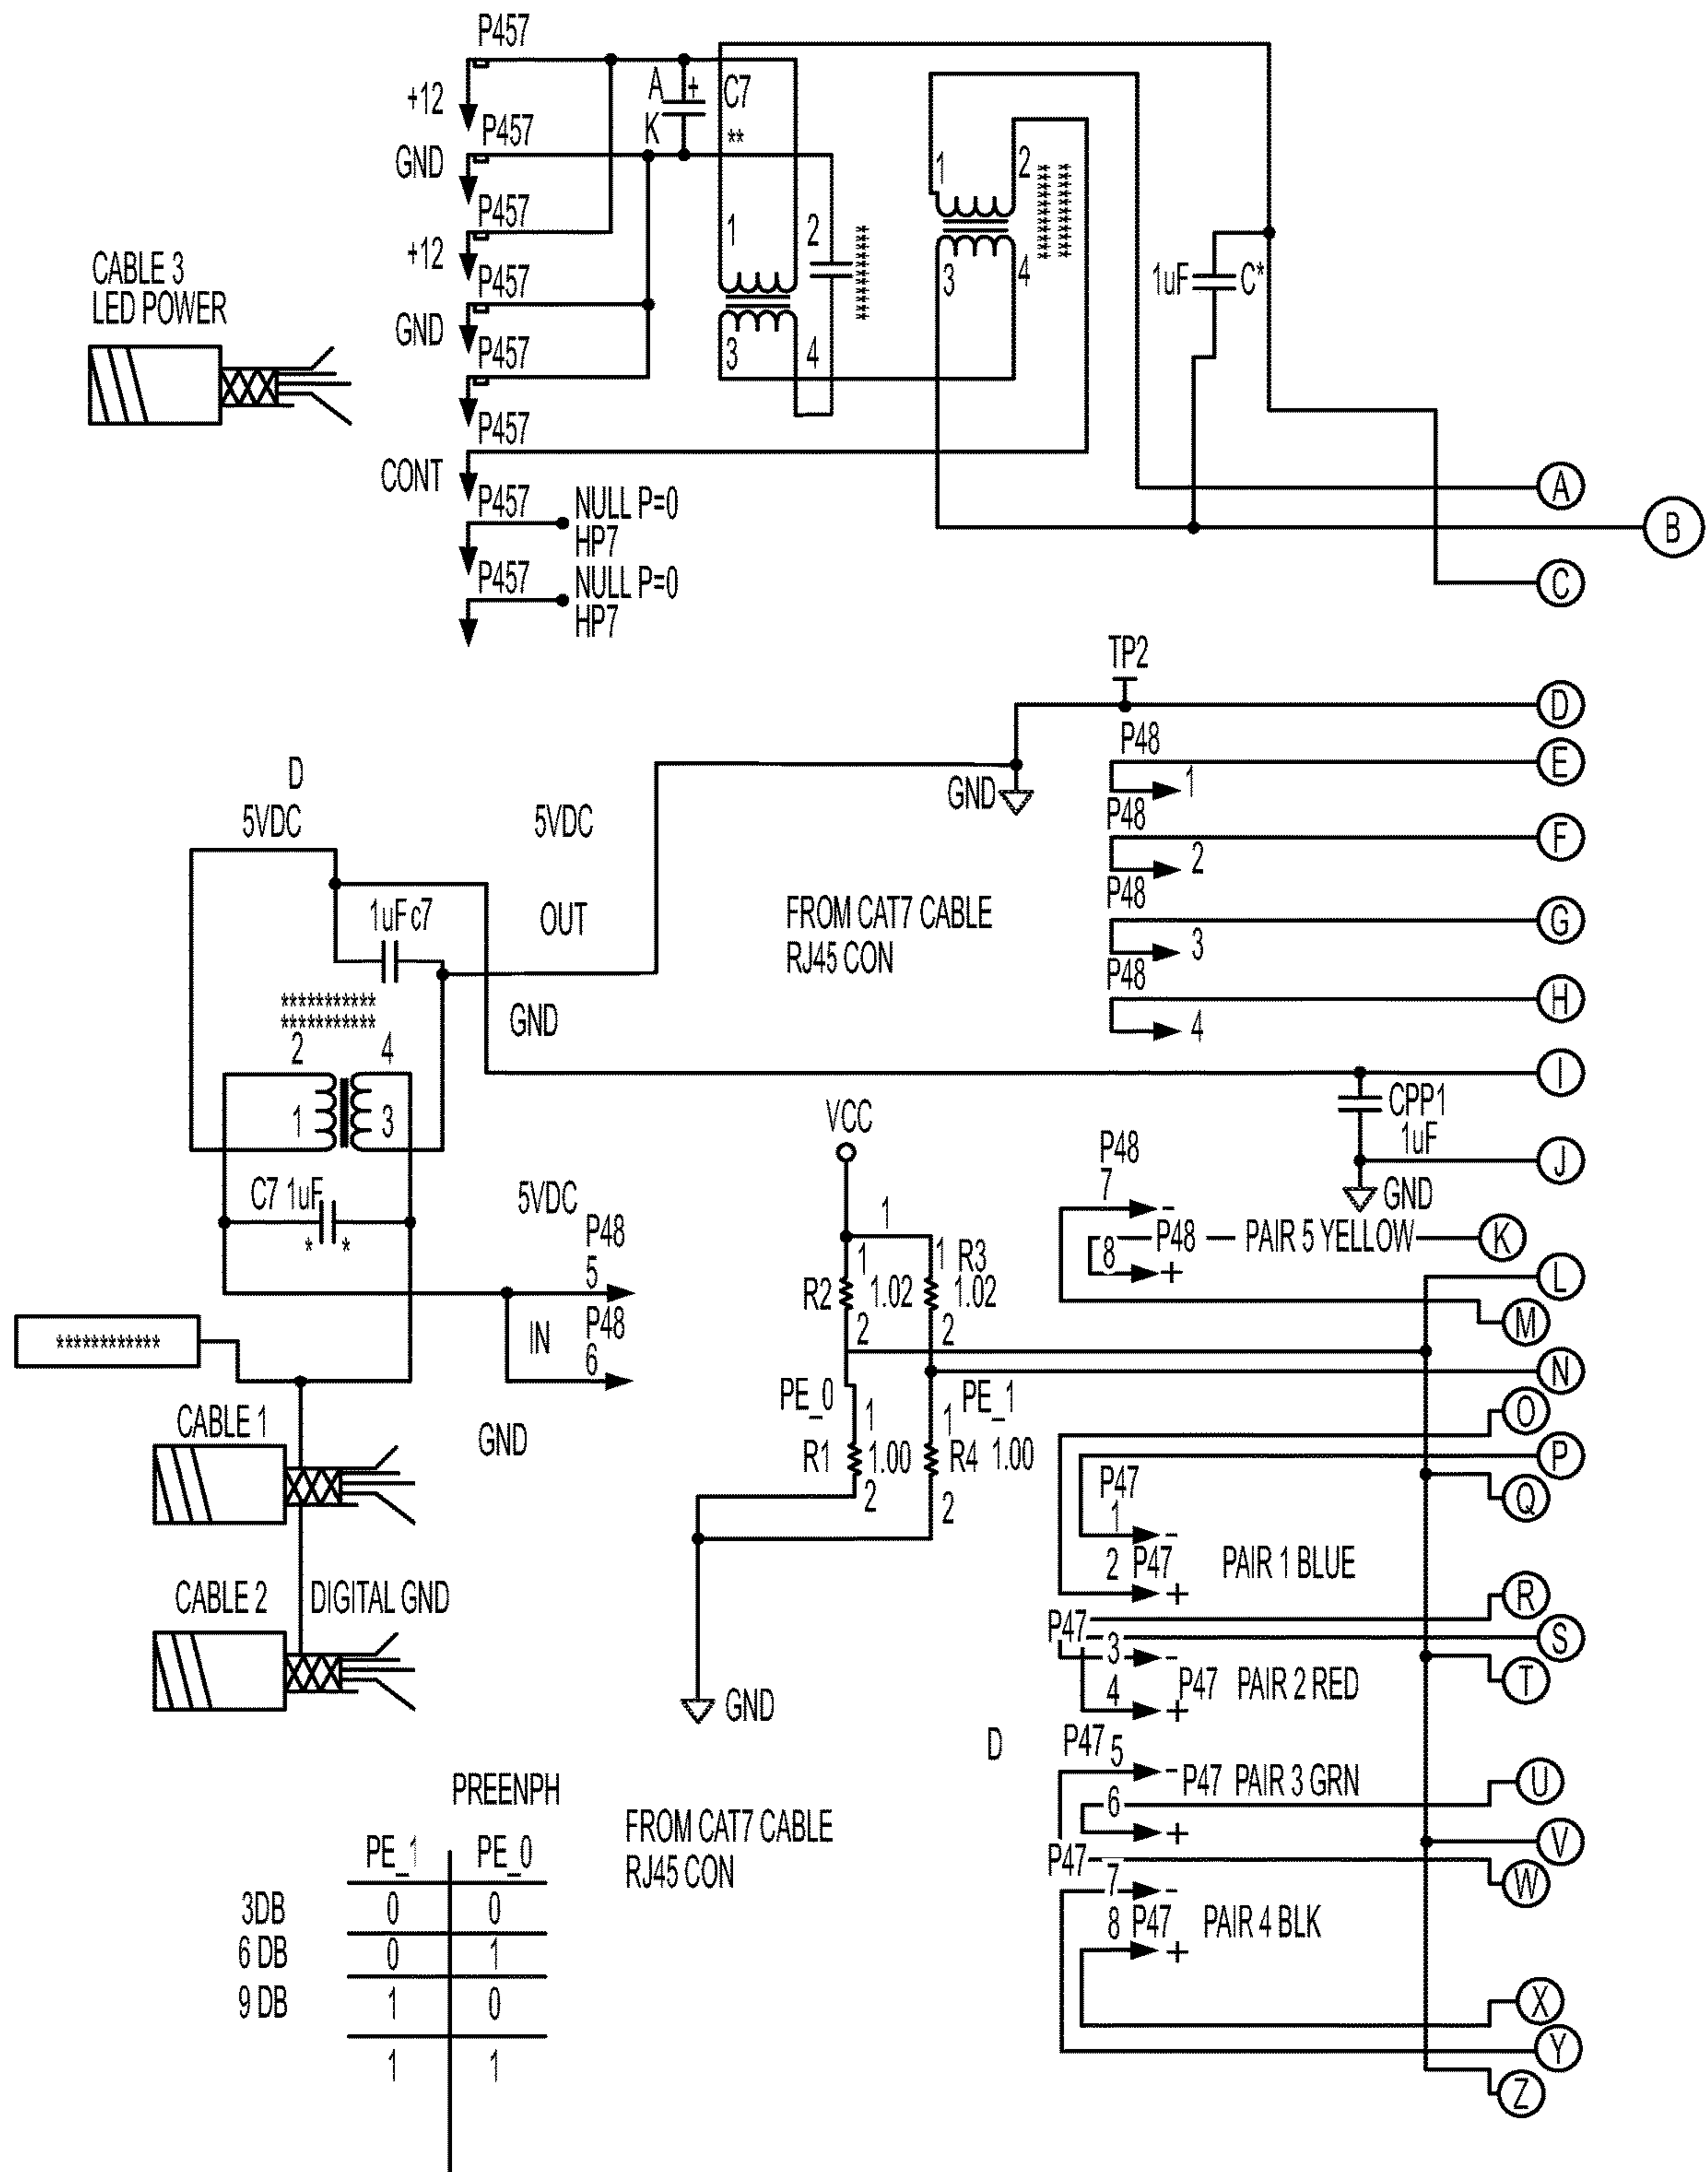 P457
+12
A
+
C7
K
**
P457
GND
P457
+12
P457
GND
P457
P457
CONT
P457
NULL P=0
HP7
P457
NULL P=0
HP7
CABLE 3
LED POWER
1
2
3
4
***********
1
2
3
4
***********
***********
1uF
C*
A
B
C
TP2
D
P48
E
1
GND
P48
F
2
P48
G
3
P48
H
4
FROM CAT7 CABLE
RJ45 CON
D
5VDC
5VDC
1uF c7
OUT
GND
***********
***********
2
4
1
3
I
CPP1
1uF
J
GND
C7 1uF
* *
5VDC
P48
5
IN
P48
6
GND
************
CABLE 1
CABLE 2
DIGITAL GND
VCC
1
1
R2
1.02
2
1
R3
1.02
2
PE_0
PE_1
1
R1
1.00
2
1
R4
1.00
2
GND
P48
7
-
8
P48
PAIR 5 YELLOW
K
+
L
M
N
O
P
Q
P47
1
-
2
P47
PAIR 1 BLUE
+
R
P47
S
3
-
4
P47
PAIR 2 RED
+
T
D
P47
5
-
P47
PAIR 3 GRN
U
6
+
V
P47
W
7
-
8
P47
PAIR 4 BLK
+
X
Y
Z
PREENPH
FROM CAT7 CABLE
RJ45 CON
PE_1
PE_0
3DB
0
0
6 DB
0
1
9 DB
1
0
1
1